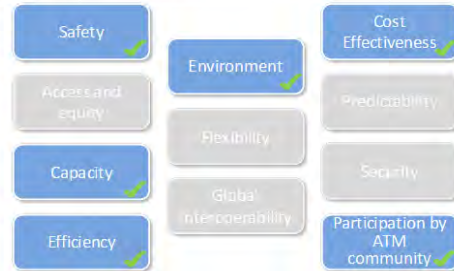 Safety
Access and
equity
Capacity
Efficiency
Environment
Flexibility
Global
Interoperability
Cost
Effectiveness
Predictability
Security
Participation by
ATM
community